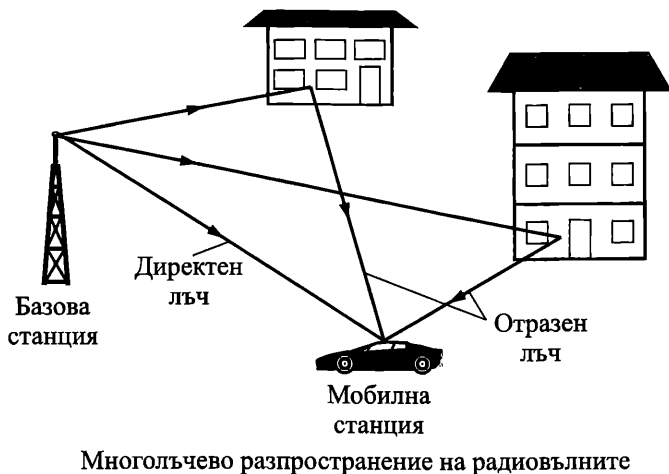 Директен
лъч
Базова
станция
Отразен
лъч
Мобилна
станция
Многолъчево разпространение на радиовълните